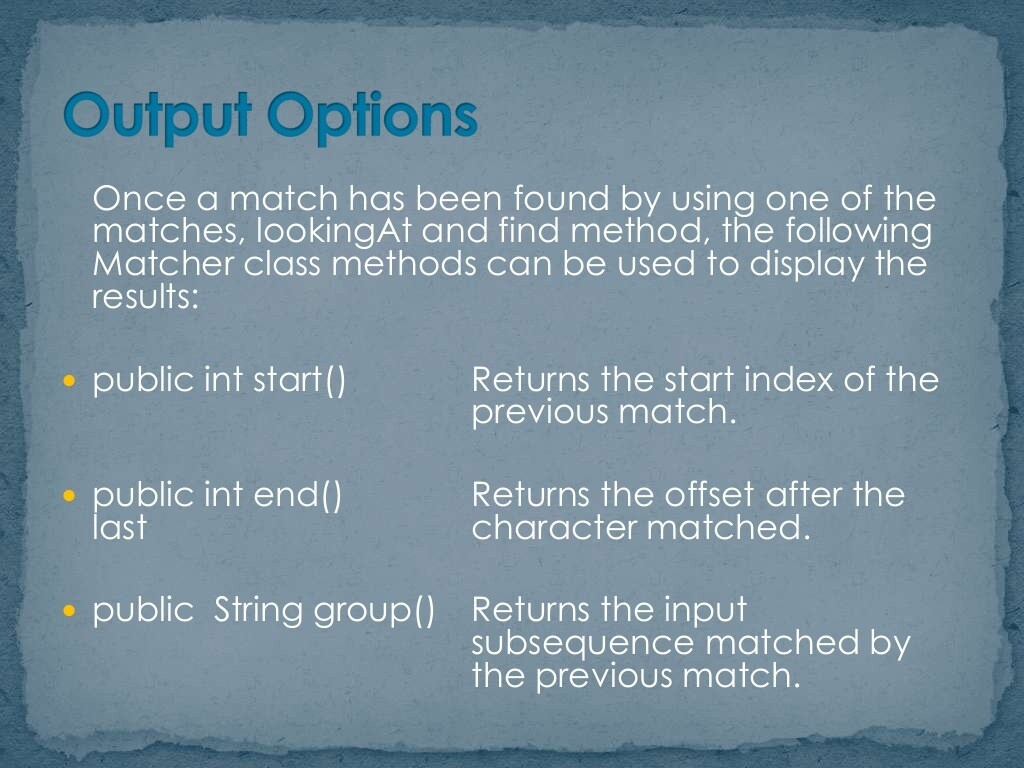 Output Options
Once a match has been found by using one of the
matches, lookingAt and find method, the following
Matcher class methods can be used to display the
results:
• public int start() Returns the start index of the
previous match.
• public int end() Returns the offset after the
last character matched.
• public  String group() Returns the input
subsequence matched by
the previous match.